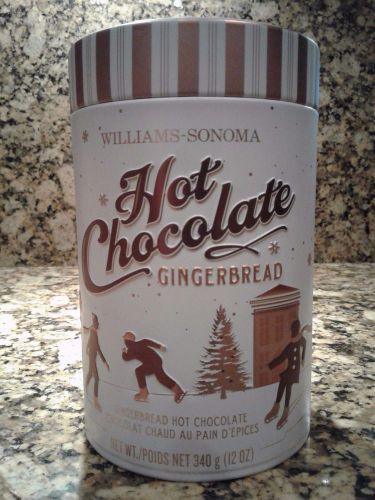 WILLIAMS-SONOMA
Hot
Chocolate
GINGERBREAD
GINGERBREAD HOT CHOCOLATE
CHOCOLAT CHAUD AU PAIN D'ÉPICES
NET WT./POIDS NET 340 g (12 OZ)